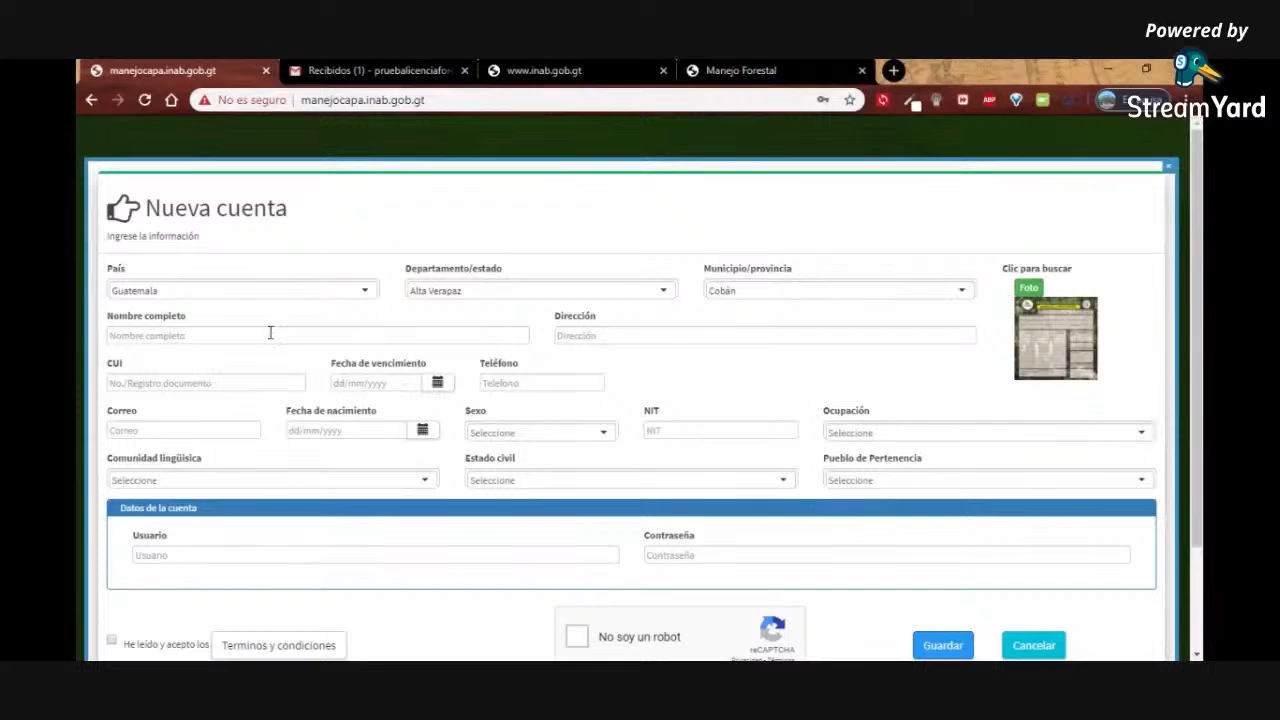 Powered by
StreamYard
manejocapa.inab.gob.gt
Recibidos (1) - pruebalicenciafor
www.inab.gob.gt
Manejo Forestal
No es seguro
manejocapa.inab.gob.gt
ABP
Nueva cuenta
Ingrese la información
País
Departamento/estado
Municipio/provincia
Clic para buscar
Guatemala
Alta Verapaz
Cobán
Foto
Nombre completo
Dirección
Nombre completo
Dirección
CUI
Fecha de vencimiento
Teléfono
No./Registro documento
dd/mm/yyyy
Telefono
Correo
Fecha de nacimiento
Sexo
NIT
Ocupación
Correo
dd/mm/yyyy
Seleccione
NIT
Seleccione
Comunidad lingüisica
Estado civil
Pueblo de Pertenencia
Seleccione
Seleccione
Seleccione
Datos de la cuenta
Usuario
Contraseña
Usuario
Contraseña
He leído y acepto los
Terminos y condiciones
No soy un robot
reCAPTCHA
Privacidad - Términos
Guardar
Cancelar